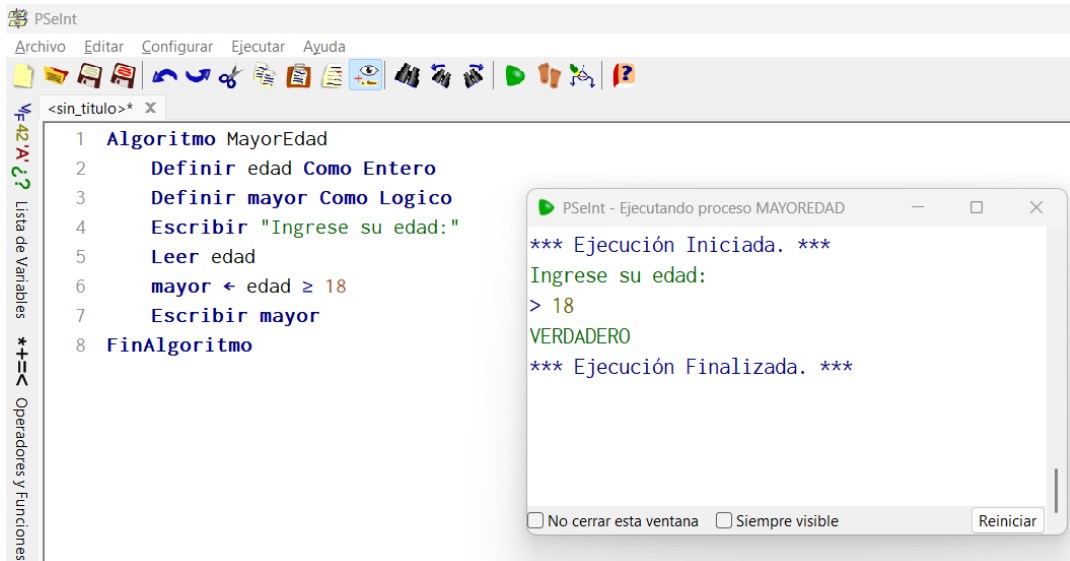 PSeInt
Archivo Editar Configurar Ejecutar Ayuda
<sin_titulo>* X
1 Algoritmo MayorEdad
2 Definir edad Como Entero
3 Definir mayor Como Logico
4 Escribir "Ingrese su edad:"
5 Leer edad
6 mayor ← edad ≥ 18
7 Escribir mayor
8 FinAlgoritmo
42 'A' ¿? Lista de Variables
*+=< Operadores y Funciones
PSeInt - Ejecutando proceso MAYOREDAD
*** Ejecución Iniciada. ***
Ingrese su edad:
> 18
VERDADERO
*** Ejecución Finalizada. ***
No cerrar esta ventana Siempre visible Reiniciar